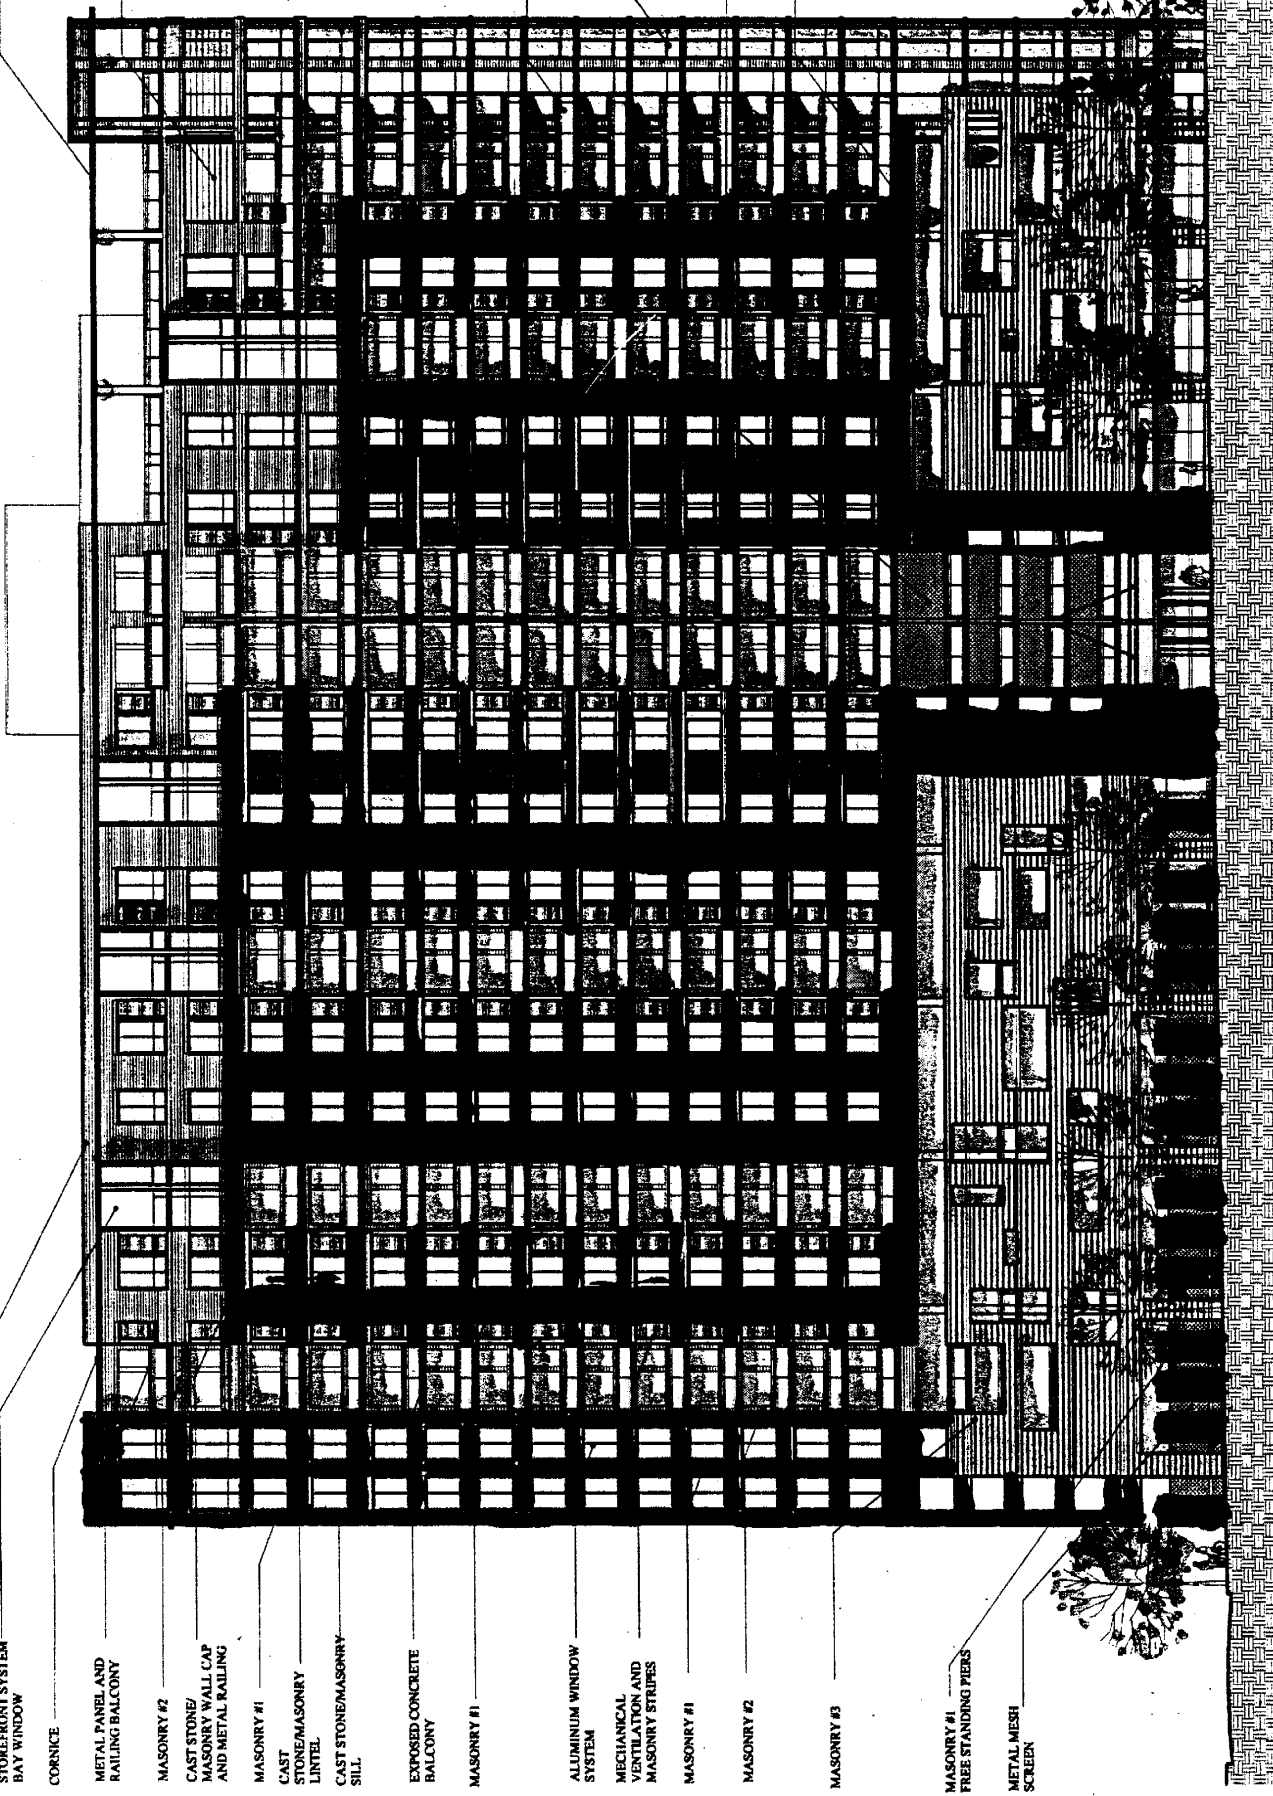 STOREFRONT SYSTEM
BAY WINDOW
CORNICE
METAL PANEL AND
RAILING BALCONY
MASONRY #2
CAST STONE/
MASONRY WALL CAP
AND METAL RAILING
MASONRY #1
CAST
STONE/MASONRY
LINTEL
CAST STONE/MASONRY
SILL
EXPOSED CONCRETE
BALCONY
MASONRY #1
ALUMINUM WINDOW
SYSTEM
MECHANICAL
VENTILATION AND
MASONRY STRIPES
MASONRY #1
MASONRY #2
MASONRY #3
MASONRY #1
FREE STANDING PIERS
METAL MESH
SCREEN